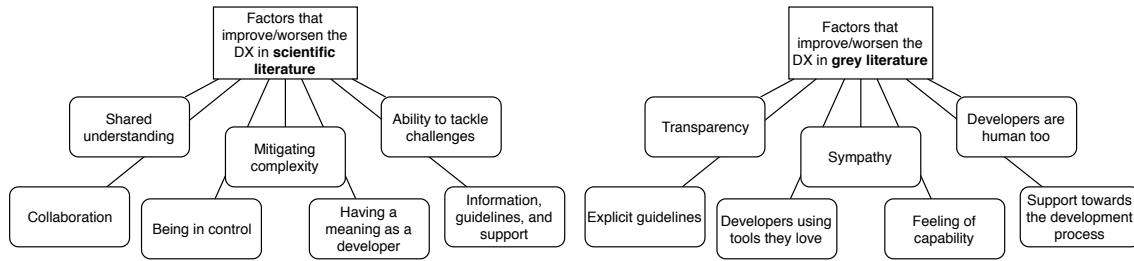 Factors that
improve/worsen the
DX in scientific
literature
Shared
understanding
Ability to tackle
challenges
Mitigating
complexity
Collaboration
Being in control
Having a
meaning as a
developer
Information,
guidelines, and
support
Factors that
improve/worsen the
DX in grey literature
Transparency
Developers are
human too
Sympathy
Explicit guidelines
Developers using
tools they love
Feeling of
capability
Support towards
the development
process